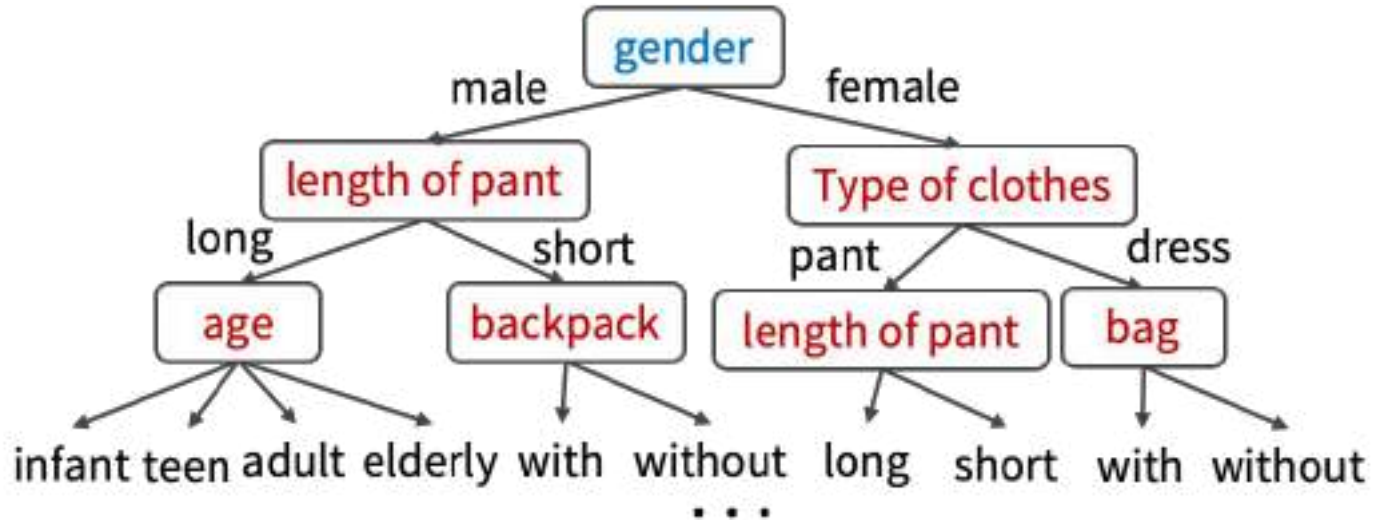 gender
male female
length of pant Type of clothes
long short pant dress
age backpack length of pant bag
infant teen adult elderly with without long short with without
...